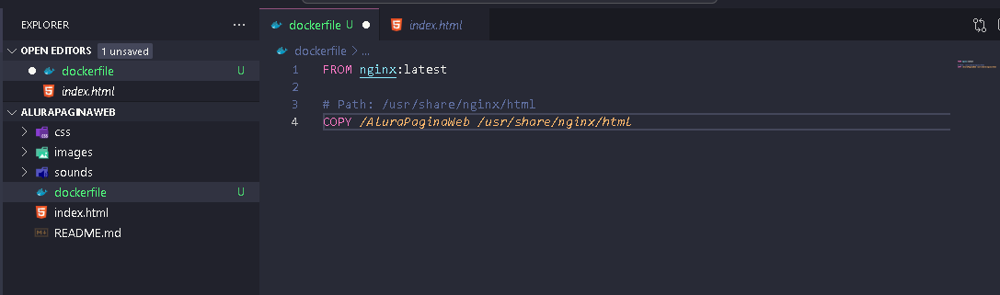 EXPLORER ...
OPEN EDITORS 1 unsaved
dockerfile U
index.html
ALURAPAGINAWEB
css
images
sounds
dockerfile U
index.html
README.md
dockerfile U index.html
dockerfile > ...
1 FROM nginx:latest
2
3 # Path: /usr/share/nginx/html
4 COPY /AluraPaginaWeb /usr/share/nginx/html